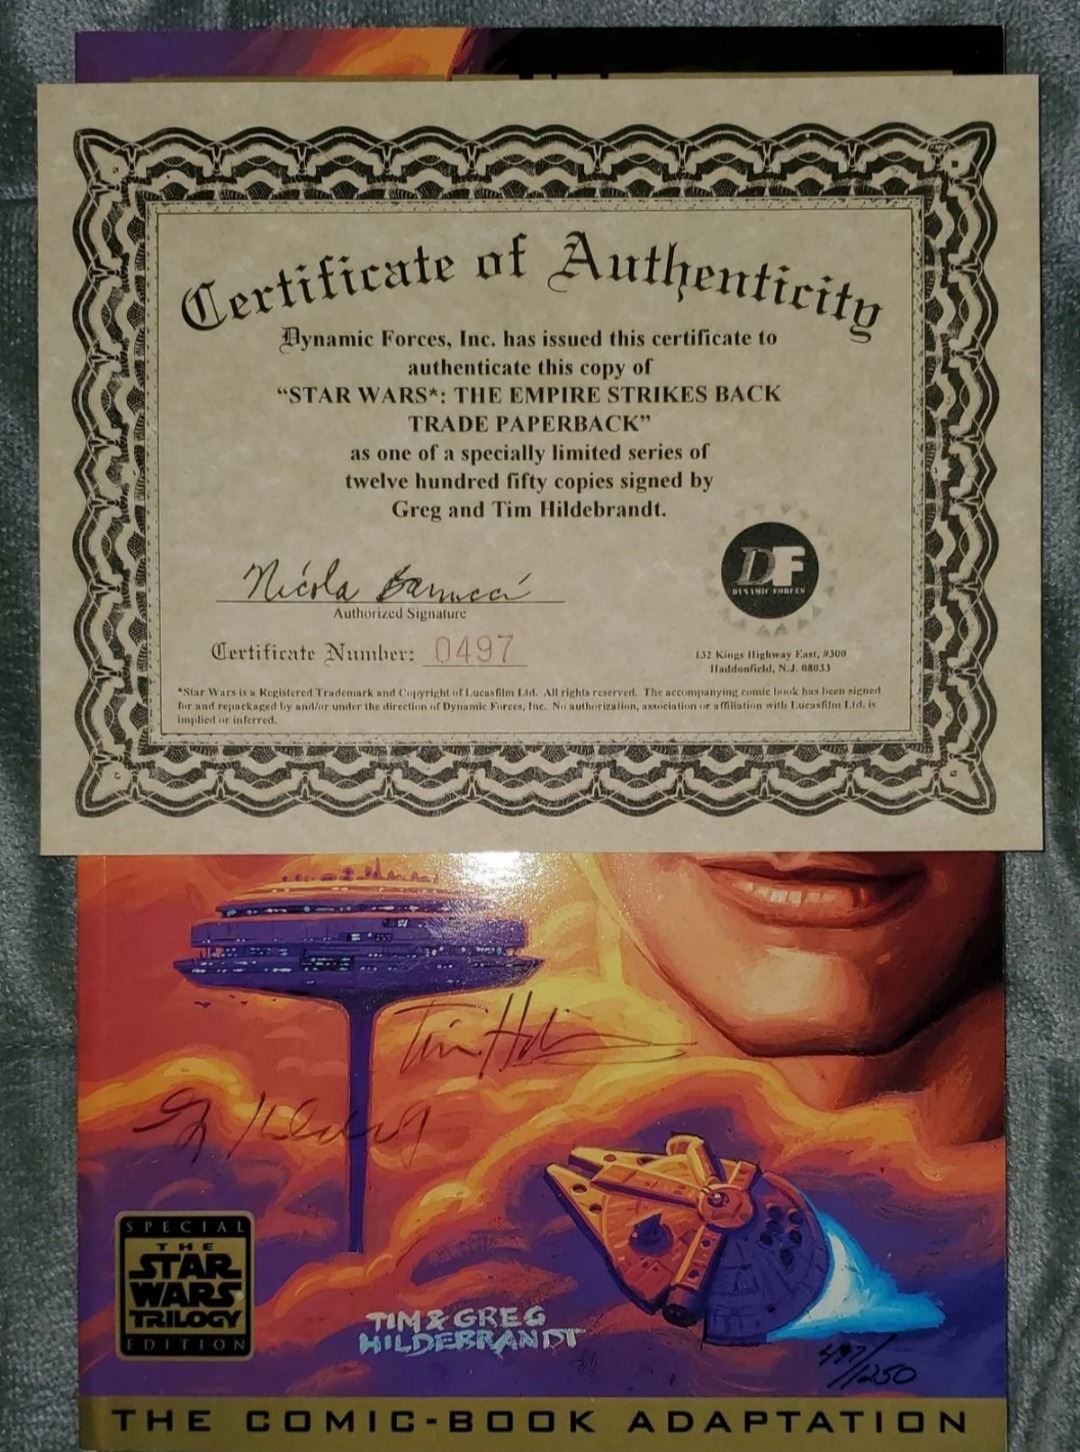 Certificate of Authenticity
Dynamic Forces, Inc. has issued this certificate to
authenticate this copy of
“STAR WARS*: THE EMPIRE STRIKES BACK
TRADE PAPERBACK”
as one of a specially limited series of
twelve hundred fifty copies signed by
Greg and Tim Hildebrandt.
Nicola Barrucci
Authorized Signature
DF
DYNAMIC FORCES
Certificate Number: 0497
132 Kings Highway East, #300
Haddonfield, N.J. 08033
*Star Wars is a Registered Trademark and Copyright of Lucasfilm Ltd. All rights reserved. The accompanying comic book has been signed
for and repackaged by and/or under the direction of Dynamic Forces, Inc. No authorization, association or affiliation with Lucasfilm Ltd. is
implied or inferred.
SPECIAL
THE
STAR
WARS®
TRILOGY
EDITION
TIM & GREG
HILDEBRANDT
497/1250
THE COMIC-BOOK ADAPTATION